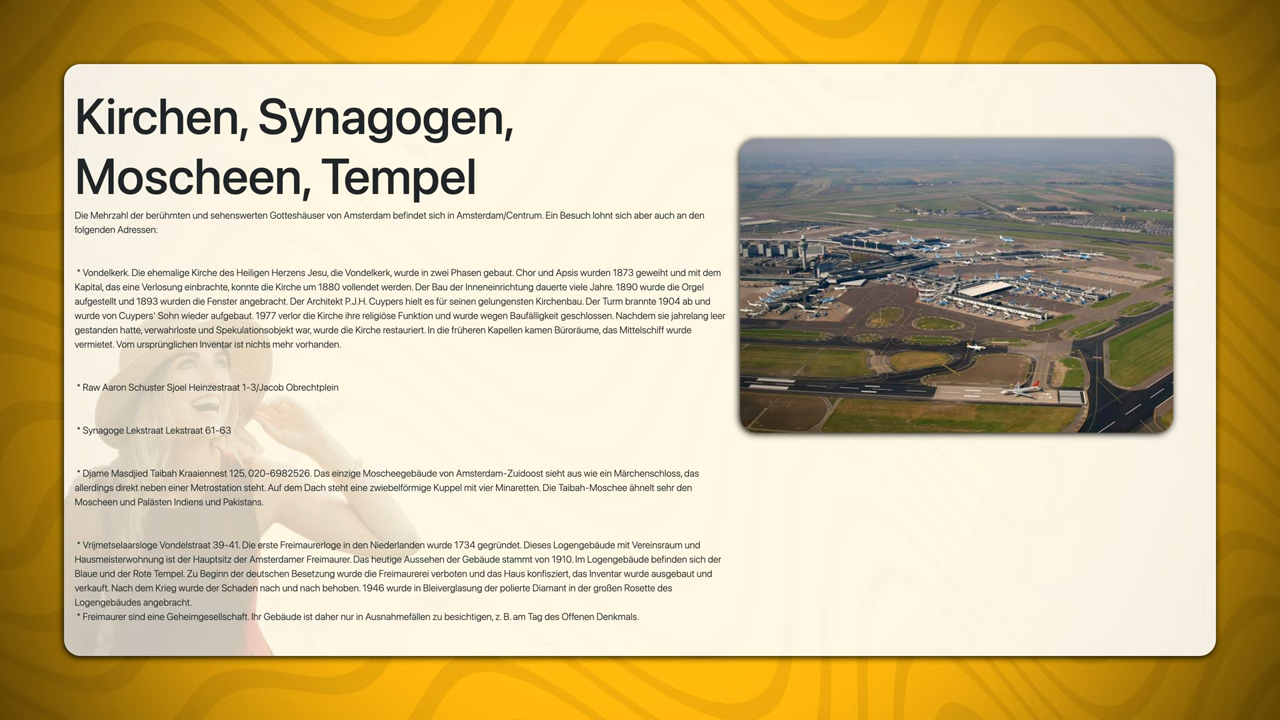 Kirchen, Synagogen,
Moscheen, Tempel
Die Mehrzahl der berühmten und sehenswerten Gotteshäuser von Amsterdam befindet sich in Amsterdam/Centrum. Ein Besuch lohnt sich aber auch an den
folgenden Adressen:
* Vondelkerk. Die ehemalige Kirche des Heiligen Herzens Jesu, die Vondelkerk, wurde in zwei Phasen gebaut. Chor und Apsis wurden 1873 geweiht und mit dem
Kapital, das eine Verlosung einbrachte, konnte die Kirche um 1880 vollendet werden. Der Bau der Inneneinrichtung dauerte viele Jahre. 1890 wurde die Orgel
aufgestellt und 1893 wurden die Fenster angebracht. Der Architekt P.J.H. Cuypers hielt es für seinen gelungensten Kirchenbau. Der Turm brannte 1904 ab und
wurde von Cuypers' Sohn wieder aufgebaut. 1977 verlor die Kirche ihre religiöse Funktion und wurde wegen Baufälligkeit geschlossen. Nachdem sie jahrelang leer
gestanden hatte, verwahrloste und Spekulationsobjekt war, wurde die Kirche restauriert. In die früheren Kapellen kamen Büroräume, das Mittelschiff wurde
vermietet. Vom ursprünglichen Inventar ist nichts mehr vorhanden.
* Raw Aaron Schuster Sjoel Heinzestraat 1-3/Jacob Obrechtplein
* Synagoge Lekstraat Lekstraat 61-63
* Djame Masdjied Taibah Kraaiennest 125, 020-6982526. Das einzige Moscheegebäude von Amsterdam-Zuidoost sieht aus wie ein Märchenschloss, das
allerdings direkt neben einer Metrostation steht. Auf dem Dach steht eine zwiebelförmige Kuppel mit vier Minaretten. Die Taibah-Moschee ähnelt sehr den
Moscheen und Palästen Indiens und Pakistans.
* Vrijmetselaarsloge Vondelstraat 39-41. Die erste Freimaurerloge in den Niederlanden wurde 1734 gegründet. Dieses Logengebäude mit Vereinsraum und
Hausmeisterwohnung ist der Hauptsitz der Amsterdamer Freimaurer. Das heutige Aussehen der Gebäude stammt von 1910. Im Logengebäude befinden sich der
Blaue und der Rote Tempel. Zu Beginn der deutschen Besetzung wurde die Freimaurerei verboten und das Haus konfisziert, das Inventar wurde ausgebaut und
verkauft. Nach dem Krieg wurde der Schaden nach und nach behoben. 1946 wurde in Bleiverglasung der polierte Diamant in der großen Rosette des
Logengebäudes angebracht.
* Freimaurer sind eine Geheimgesellschaft. Ihr Gebäude ist daher nur in Ausnahmefällen zu besichtigen, z. B. am Tag des Offenen Denkmals.